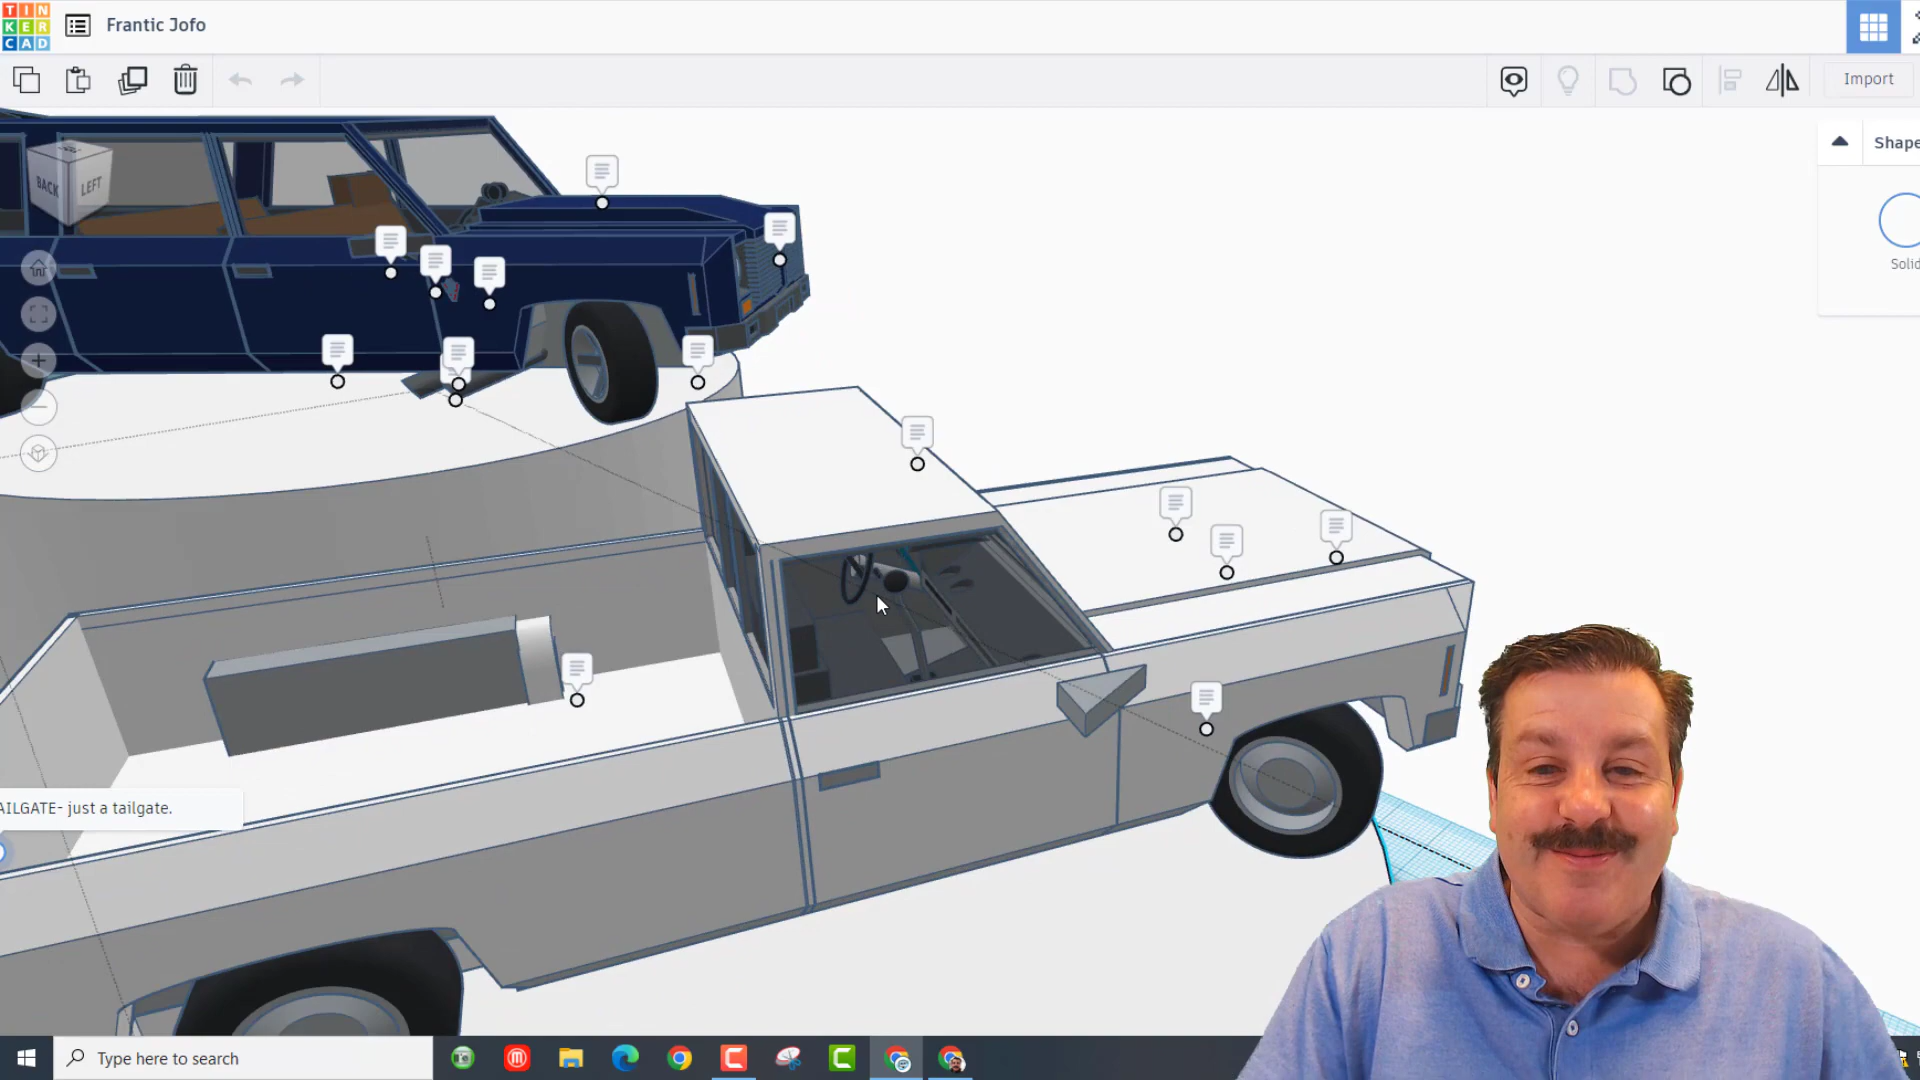 TIN
KER
CAD
Frantic Jofo
Import
Shape
BACK
LEFT
Solid
AILGATE- just a tailgate.
Type here to search